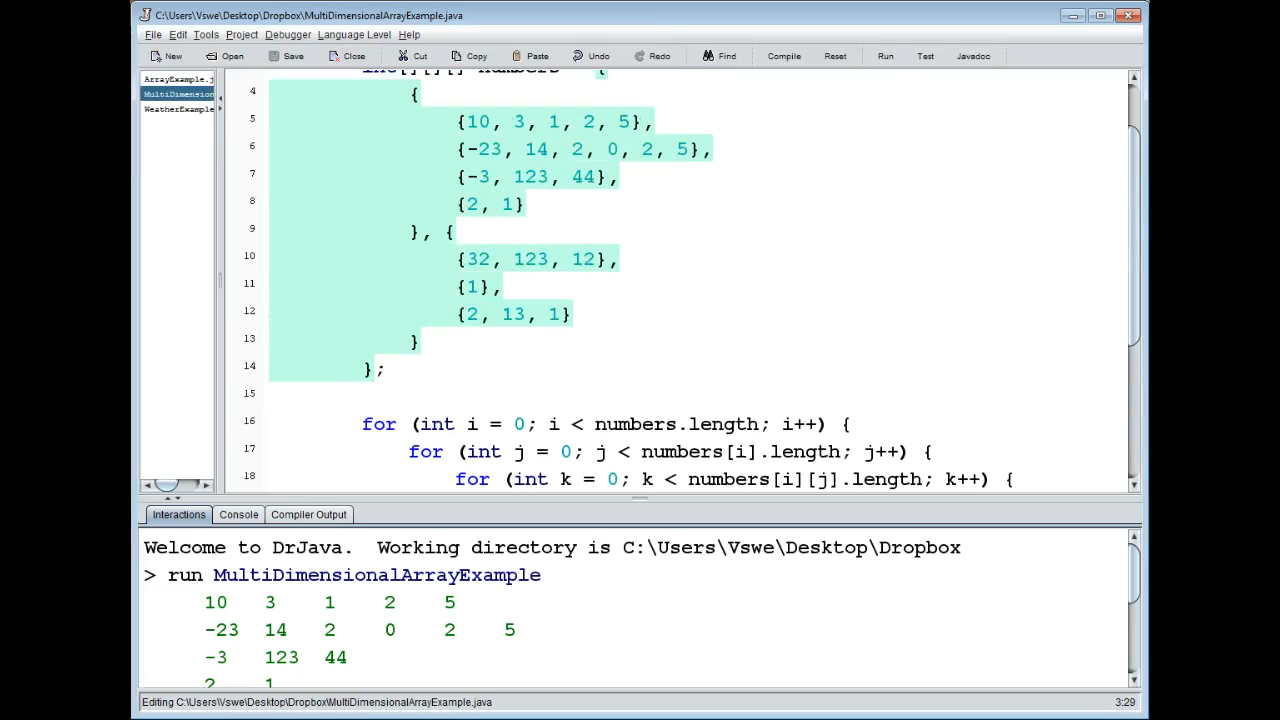 C:\Users\Vswe\Desktop\Dropbox\MultiDimensionalArrayExample.java
File Edit Tools Project Debugger Language Level Help
New Open Save Close Cut Copy Paste Undo Redo Find Compile Reset Run Test Javadoc
ArrayExample.j
MultiDimension
WeatherExample
int[][][] numbers = {
4 {
5 {10, 3, 1, 2, 5},
6 {-23, 14, 2, 0, 2, 5},
7 {-3, 123, 44},
8 {2, 1}
9 }, {
10 {32, 123, 12},
11 {1},
12 {2, 13, 1}
13 }
14 };
15
16 for (int i = 0; i < numbers.length; i++) {
17 for (int j = 0; j < numbers[i].length; j++) {
18 for (int k = 0; k < numbers[i][j].length; k++) {
Interactions Console Compiler Output
Welcome to DrJava. Working directory is C:\Users\Vswe\Desktop\Dropbox
> run MultiDimensionalArrayExample
10 3 1 2 5
-23 14 2 0 2 5
-3 123 44
2 1
Editing C:\Users\Vswe\Desktop\Dropbox\MultiDimensionalArrayExample.java 3:29